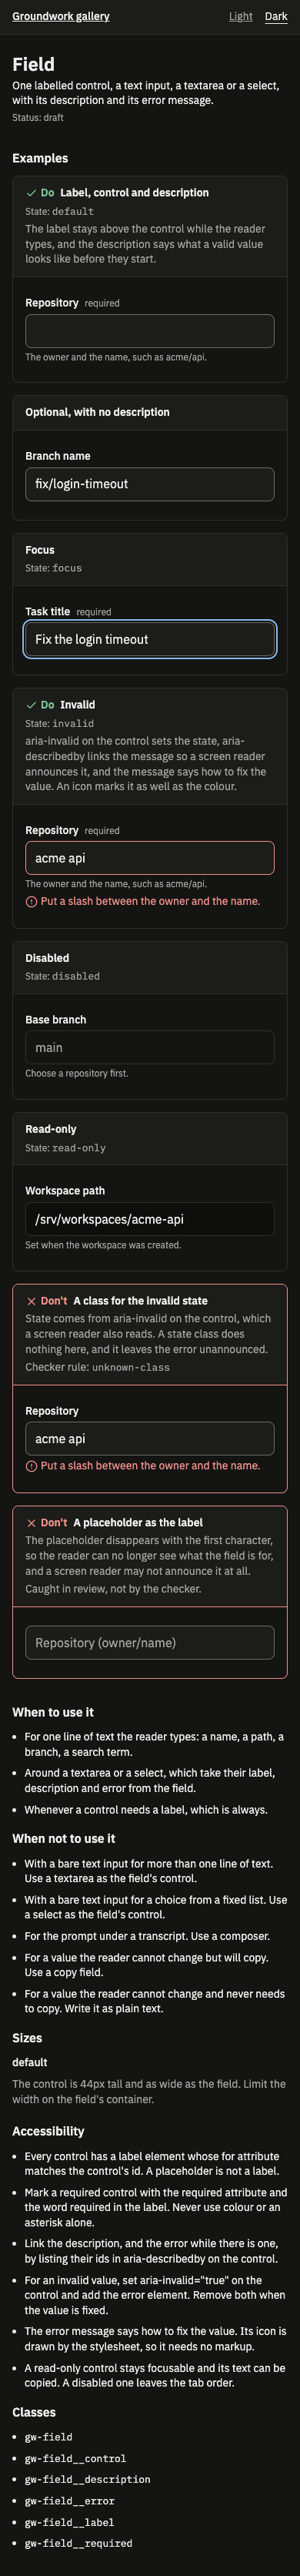 Groundwork gallery
Light
Dark
Field
One labelled control, a text input, a textarea or a select,
with its description and its error message.
Status: draft
Examples
Do Label, control and description
State: default
The label stays above the control while the reader
types, and the description says what a valid value
looks like before they start.
Repository required
The owner and the name, such as acme/api.
Optional, with no description
Branch name
fix/login-timeout
Focus
State: focus
Task title required
Fix the login timeout
Do Invalid
State: invalid
aria-invalid on the control sets the state, aria-
describedby links the message so a screen reader
announces it, and the message says how to fix the
value. An icon marks it as well as the colour.
Repository required
acme api
The owner and the name, such as acme/api.
Put a slash between the owner and the name.
Disabled
State: disabled
Base branch
main
Choose a repository first.
Read-only
State: read-only
Workspace path
/srv/workspaces/acme-api
Set when the workspace was created.
Don't A class for the invalid state
State comes from aria-invalid on the control, which
a screen reader also reads. A state class does
nothing here, and it leaves the error unannounced.
Checker rule: unknown-class
Repository
acme api
Put a slash between the owner and the name.
Don't A placeholder as the label
The placeholder disappears with the first character,
so the reader can no longer see what the field is for,
and a screen reader may not announce it at all.
Caught in review, not by the checker.
Repository (owner/name)
When to use it
• For one line of text the reader types: a name, a path, a
branch, a search term.
• Around a textarea or a select, which take their label,
description and error from the field.
• Whenever a control needs a label, which is always.
When not to use it
• With a bare text input for more than one line of text.
Use a textarea as the field's control.
• With a bare text input for a choice from a fixed list. Use
a select as the field's control.
• For the prompt under a transcript. Use a composer.
• For a value the reader cannot change but will copy.
Use a copy field.
• For a value the reader cannot change and never needs
to copy. Write it as plain text.
Sizes
default
The control is 44px tall and as wide as the field. Limit the
width on the field's container.
Accessibility
• Every control has a label element whose for attribute
matches the control's id. A placeholder is not a label.
• Mark a required control with the required attribute and
the word required in the label. Never use colour or an
asterisk alone.
• Link the description, and the error while there is one,
by listing their ids in aria-describedby on the control.
• For an invalid value, set aria-invalid="true" on the
control and add the error element. Remove both when
the value is fixed.
• The error message says how to fix the value. Its icon is
drawn by the stylesheet, so it needs no markup.
• A read-only control stays focusable and its text can be
copied. A disabled one leaves the tab order.
Classes
• gw-field
• gw-field__control
• gw-field__description
• gw-field__error
• gw-field__label
• gw-field__required